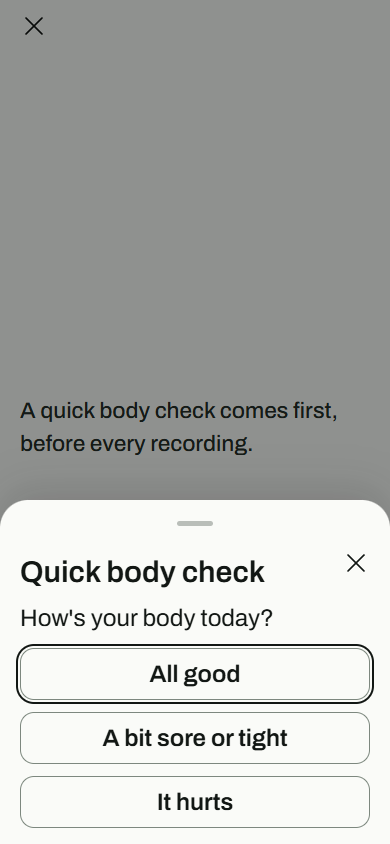 A quick body check comes first,
before every recording.
Quick body check
How's your body today?
All good
A bit sore or tight
It hurts